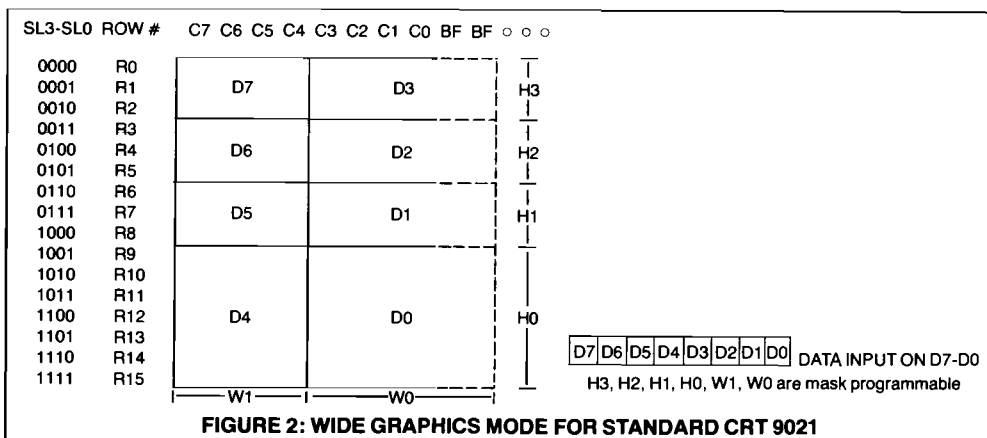 SL3-SL0 ROW # C7 C6 C5 C4 C3 C2 C1 C0 BF BF ○ ○ ○
0000 R0
0001 R1 D7 D3 H3
0010 R2
0011 R3
0100 R4 D6 D2 H2
0101 R5
0110 R6
0111 R7 D5 D1 H1
1000 R8
1001 R9
1010 R10
1011 R11
1100 R12 D4 D0 H0
1101 R13
1110 R14
1111 R15
W1 W0
D7 D6 D5 D4 D3 D2 D1 D0 DATA INPUT ON D7-D0
H3, H2, H1, H0, W1, W0 are mask programmable
FIGURE 2: WIDE GRAPHICS MODE FOR STANDARD CRT 9021